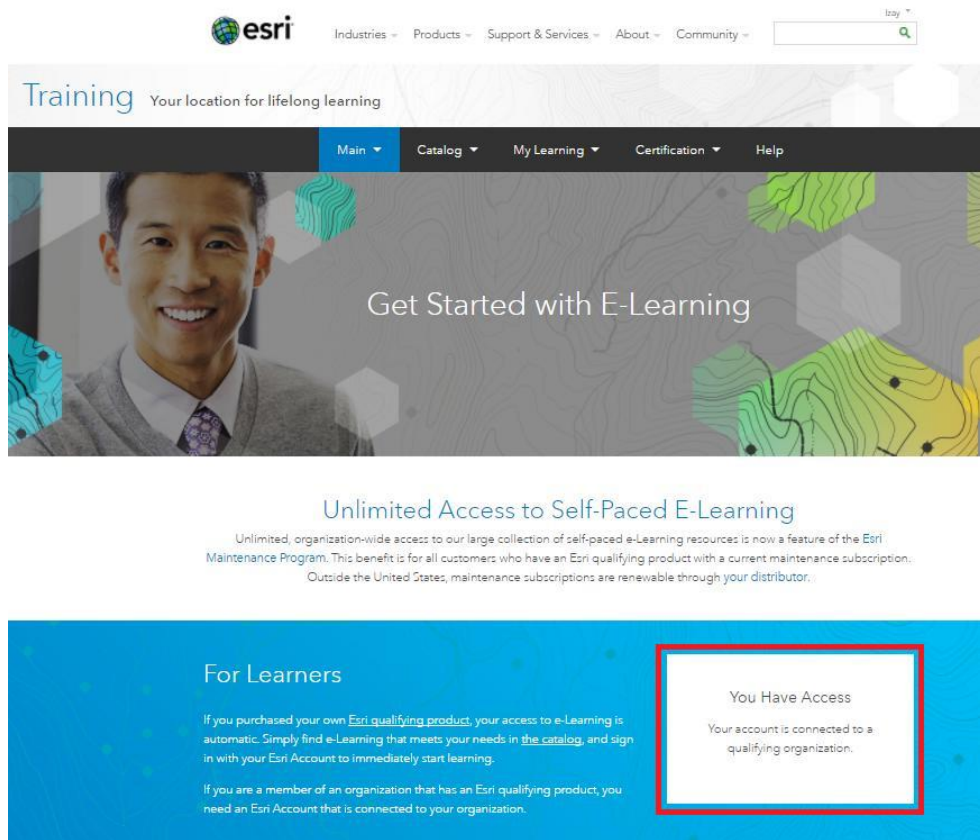 esri
Industries
Products
Support & Services
About
Community
Izay
Training
Your location for lifelong learning
Main
Catalog
My Learning
Certification
Help
Get Started with E-Learning
Unlimited Access to Self-Paced E-Learning
Unlimited, organization-wide access to our large collection of self-paced e-Learning resources is now a feature of the Esri
Maintenance Program. This benefit is for all customers who have an Esri qualifying product with a current maintenance subscription.
Outside the United States, maintenance subscriptions are renewable through your distributor.
For Learners
If you purchased your own Esri qualifying product, your access to e-Learning is
automatic. Simply find e-Learning that meets your needs in the catalog, and sign
in with your Esri Account to immediately start learning.
If you are a member of an organization that has an Esri qualifying product, you
need an Esri Account that is connected to your organization.
You Have Access
Your account is connected to a
qualifying organization.